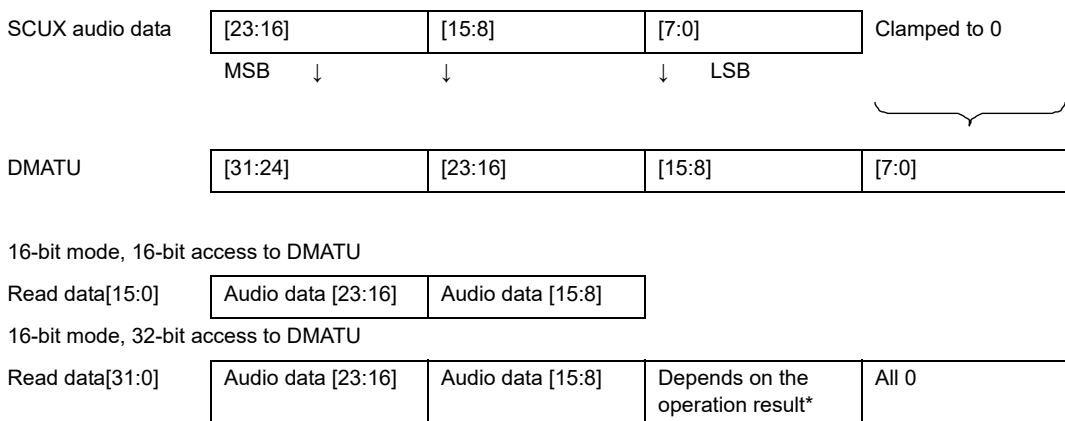 SCUX audio data [23:16] [15:8] [7:0] Clamped to 0
MSB ↓ ↓ ↓ LSB
DMATU [31:24] [23:16] [15:8] [7:0]
16-bit mode, 16-bit access to DMATU
Read data[15:0] Audio data [23:16] Audio data [15:8]
16-bit mode, 32-bit access to DMATU
Read data[31:0] Audio data [23:16] Audio data [15:8] Depends on the All 0
operation result*